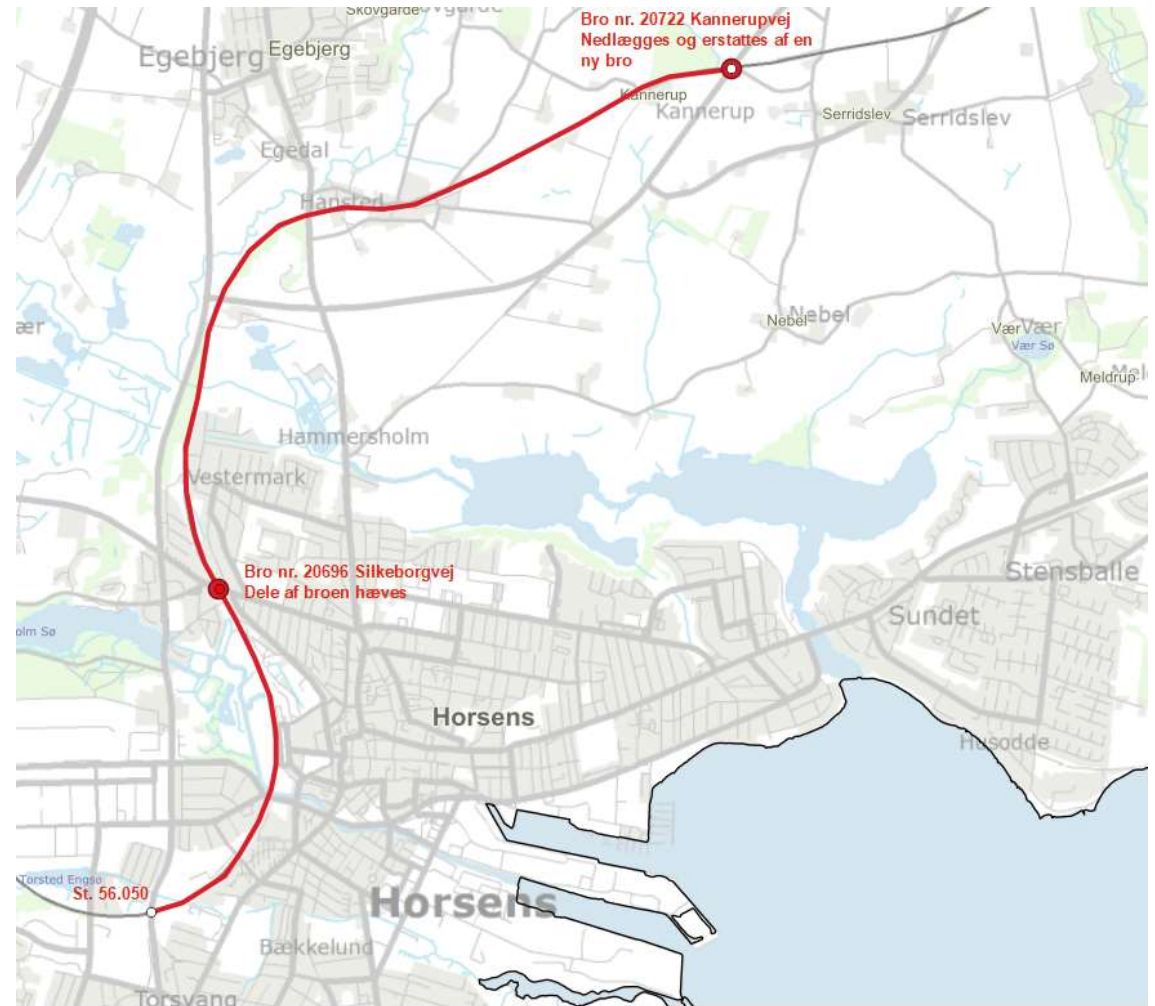 Skovgårde
Bro nr. 20722 Kannerupvej
Nedlægges og erstattes af en
ny bro
Egebjerg
Egebjerg
Kannerup
Kannerup
Serridslev
Serridslev
Egedal
Hansted
Nebel
Nebel
ær
Vær
Vær
Vær Sø
Meldrup
Mel
Hammersholm
Vestermark
Bro nr. 20696 Silkeborgvej
Dele af broen hæves
Stensballe
olm Sø
Sundet
Horsens
Husodde
Torsted Engsø
St. 56.050
Horsens
Bækkelund
Torsvang